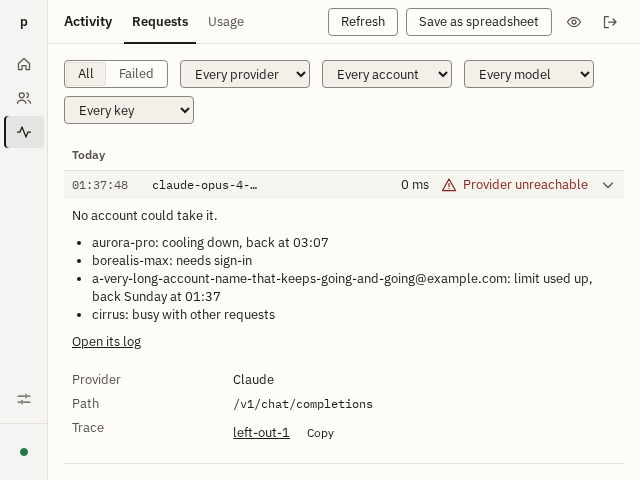 p
Activity Requests Usage Refresh Save as spreadsheet
All Failed Every provider Every account Every model
Every key
Today
01:37:48 claude-opus-4-… 0 ms Provider unreachable
No account could take it.
aurora-pro: cooling down, back at 03:07
borealis-max: needs sign-in
a-very-long-account-name-that-keeps-going-and-going@example.com: limit used up,
back Sunday at 01:37
cirrus: busy with other requests
Open its log
Provider Claude
Path /v1/chat/completions
Trace left-out-1 Copy